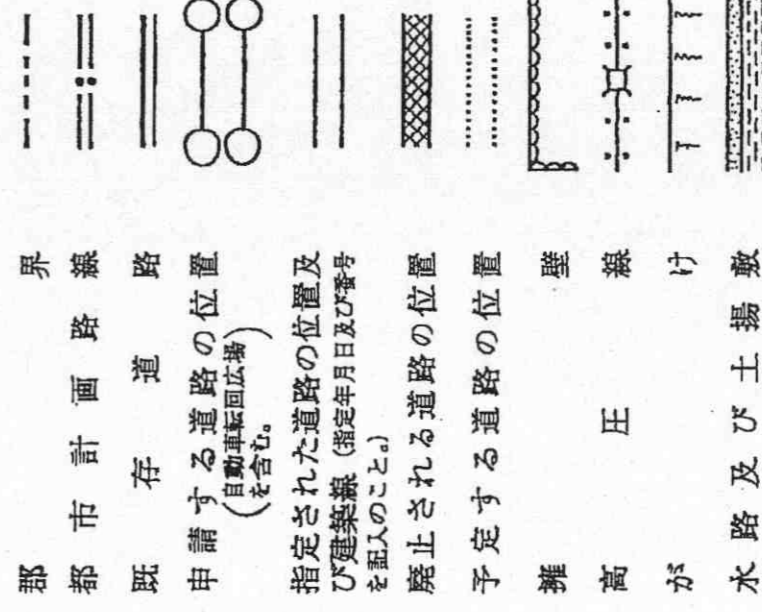 郡界
都市計画路線
既存道路
申請する道路の位置
(自動車転回広場
を含む。)
指定された道路の位置及
び建築線(指定年月日及び番号
を記入のこと。)
廃止される道路の位置
予定する道路の位置
擁壁
高圧線
がけ
水路及び土揚敷